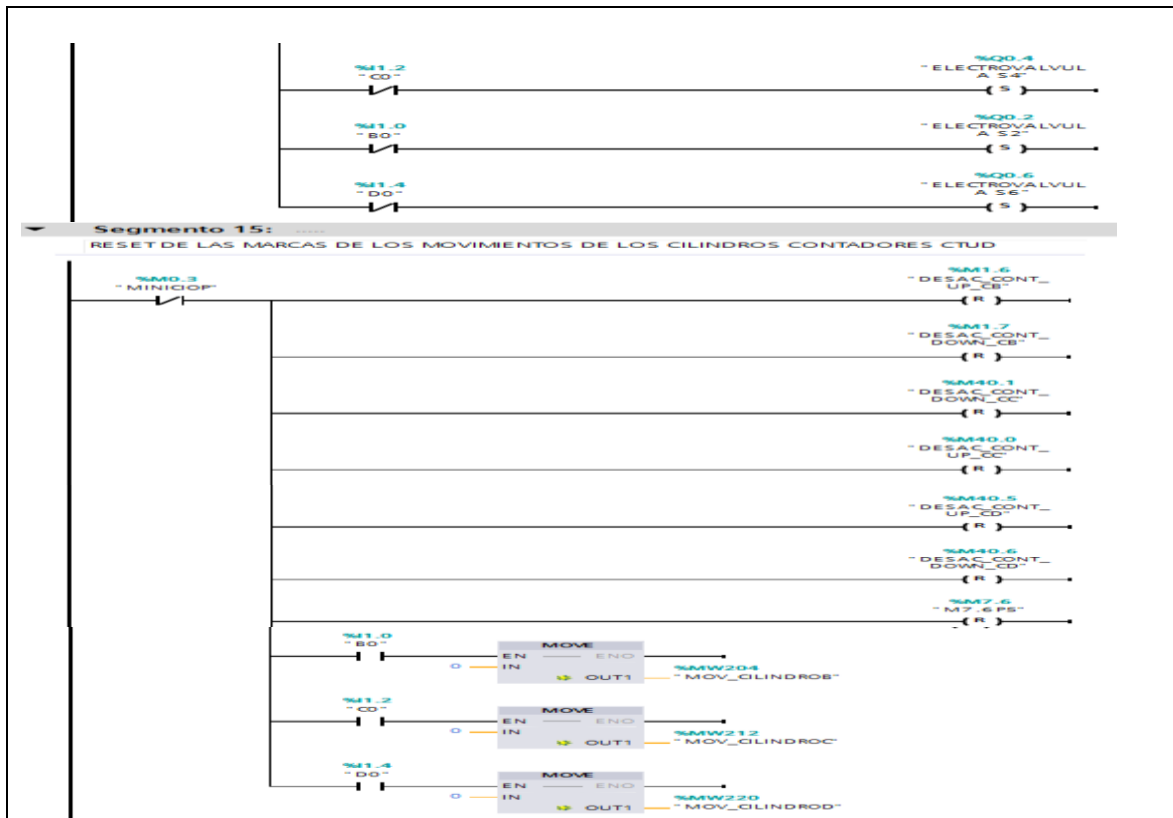 %I1.2
"C0"
%Q0.4
"ELECTROVALVUL
A S4"
( S )
%I1.0
"B0"
%Q0.2
"ELECTROVALVUL
A S2"
( S )
%I1.4
"D0"
%Q0.6
"ELECTROVALVUL
A S6"
( S )
Segmento 15: .....
RESET DE LAS MARCAS DE LOS MOVIMIENTOS DE LOS CILINDROS CONTADORES CTUD
%M0.3
"MINICIOP"
%M1.6
"DESAC_CONT_
UP_CB"
( R )
%M1.7
"DESAC_CONT_
DOWN_CB"
( R )
%M40.1
"DESAC_CONT_
DOWN_CC"
( R )
%M40.0
"DESAC_CONT_
UP_CC"
( R )
%M40.5
"DESAC_CONT_
UP_CD"
( R )
%M40.6
"DESAC_CONT_
DOWN_CD"
( R )
%M7.6
"M7.6PS"
( R )
%I1.0
"B0"
MOVE
EN ENO
0 IN
%MW204
OUT1 "MOV_CILINDROB"
%I1.2
"C0"
MOVE
EN ENO
0 IN
%MW212
OUT1 "MOV_CILINDROC"
%I1.4
"D0"
MOVE
EN ENO
0 IN
%MW220
OUT1 "MOV_CILINDROD"